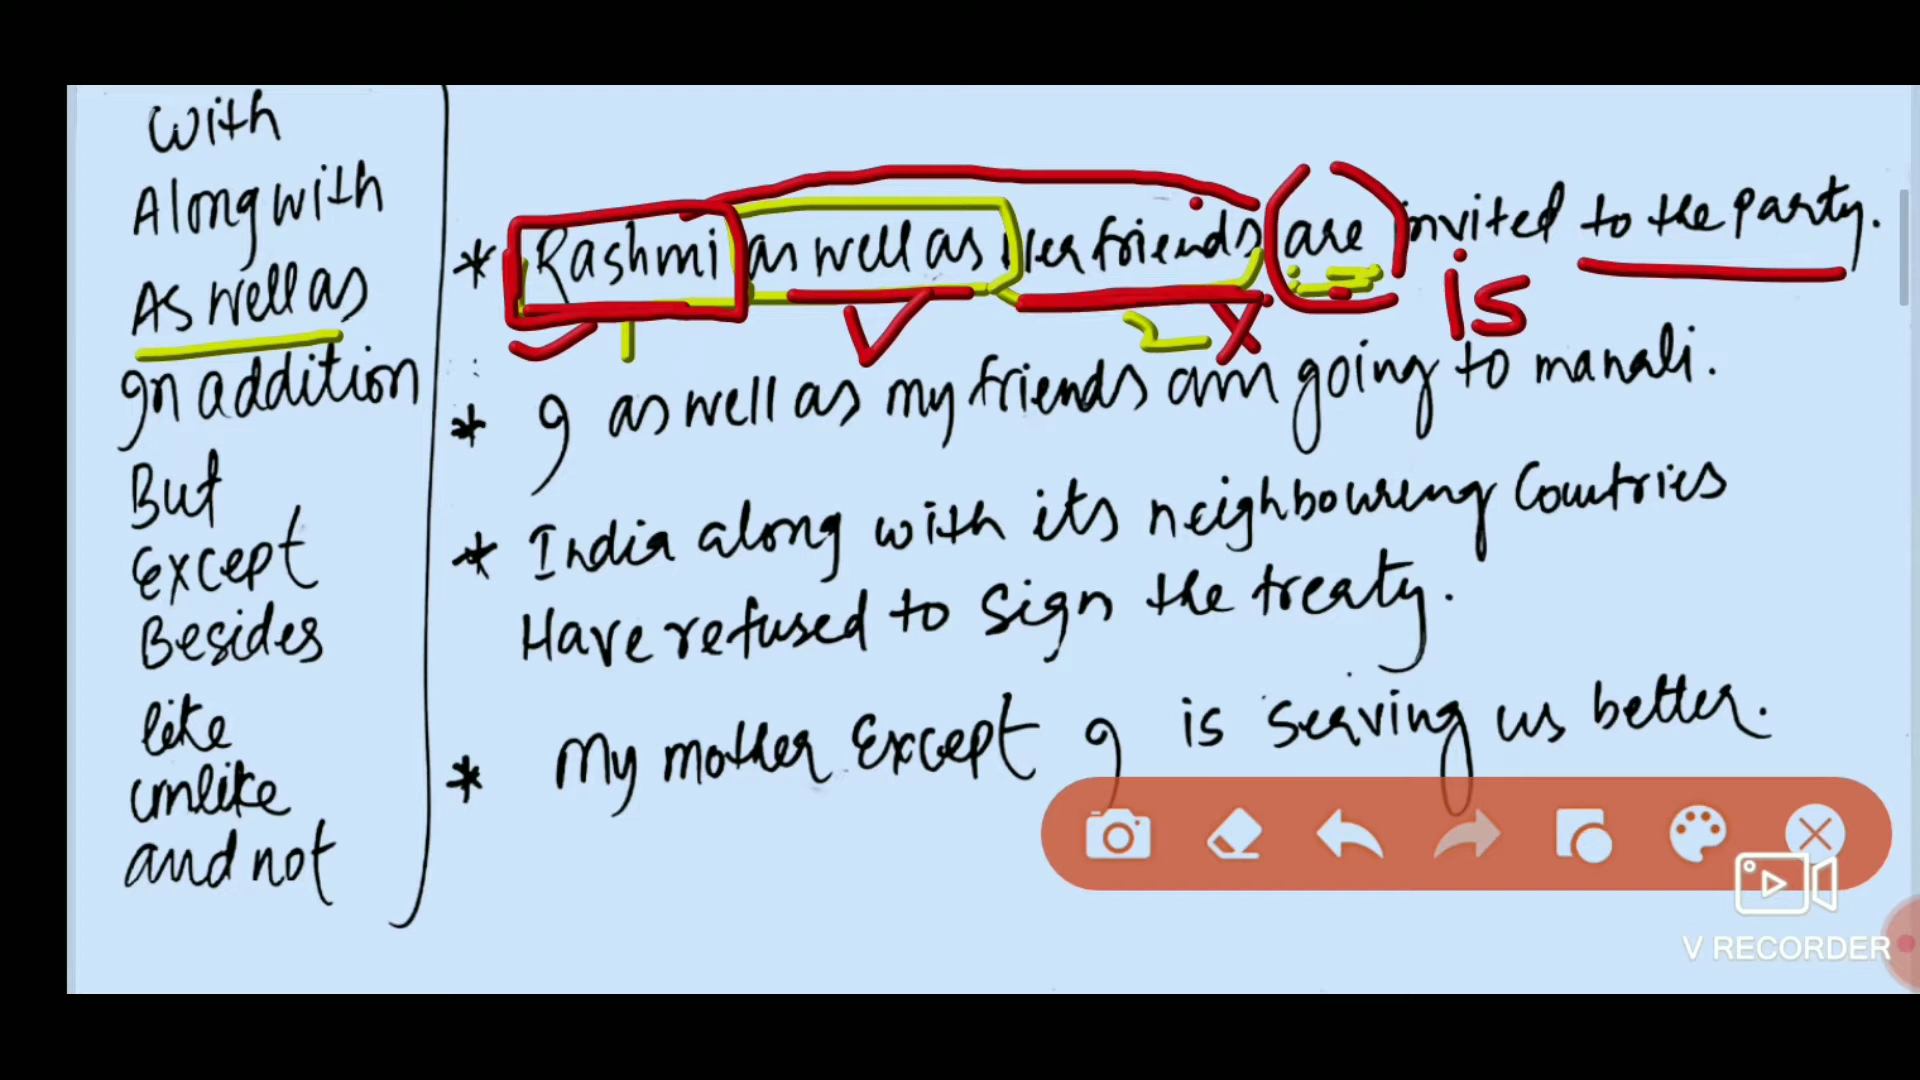 With
Along with
As well as
In addition
But
Except
Besides
like
unlike
and not
* Rashmi as well as her friends are invited to the party.
is
1 2
* I as well as my friends am going to manali.
* India along with its neighbouring Countries
Have refused to Sign the treaty.
* My mother Except I is serving us better.
V RECORDER